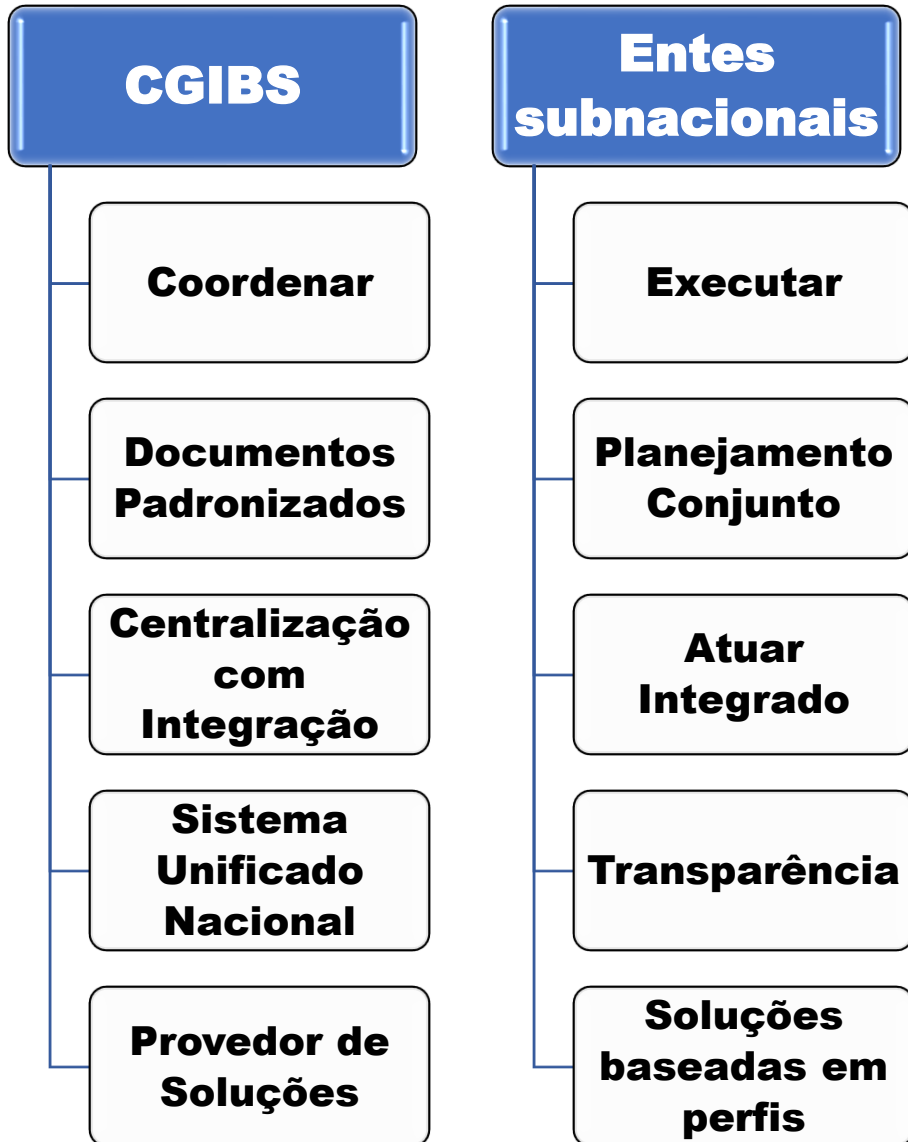 CGIBS
Coordenar
Documentos
Padronizados
Centralização
com
Integração
Sistema
Unificado
Nacional
Provedor de
Soluções
Entes
subnacionais
Executar
Planejamento
Conjunto
Atuar
Integrado
Transparência
Soluções
baseadas em
perfis